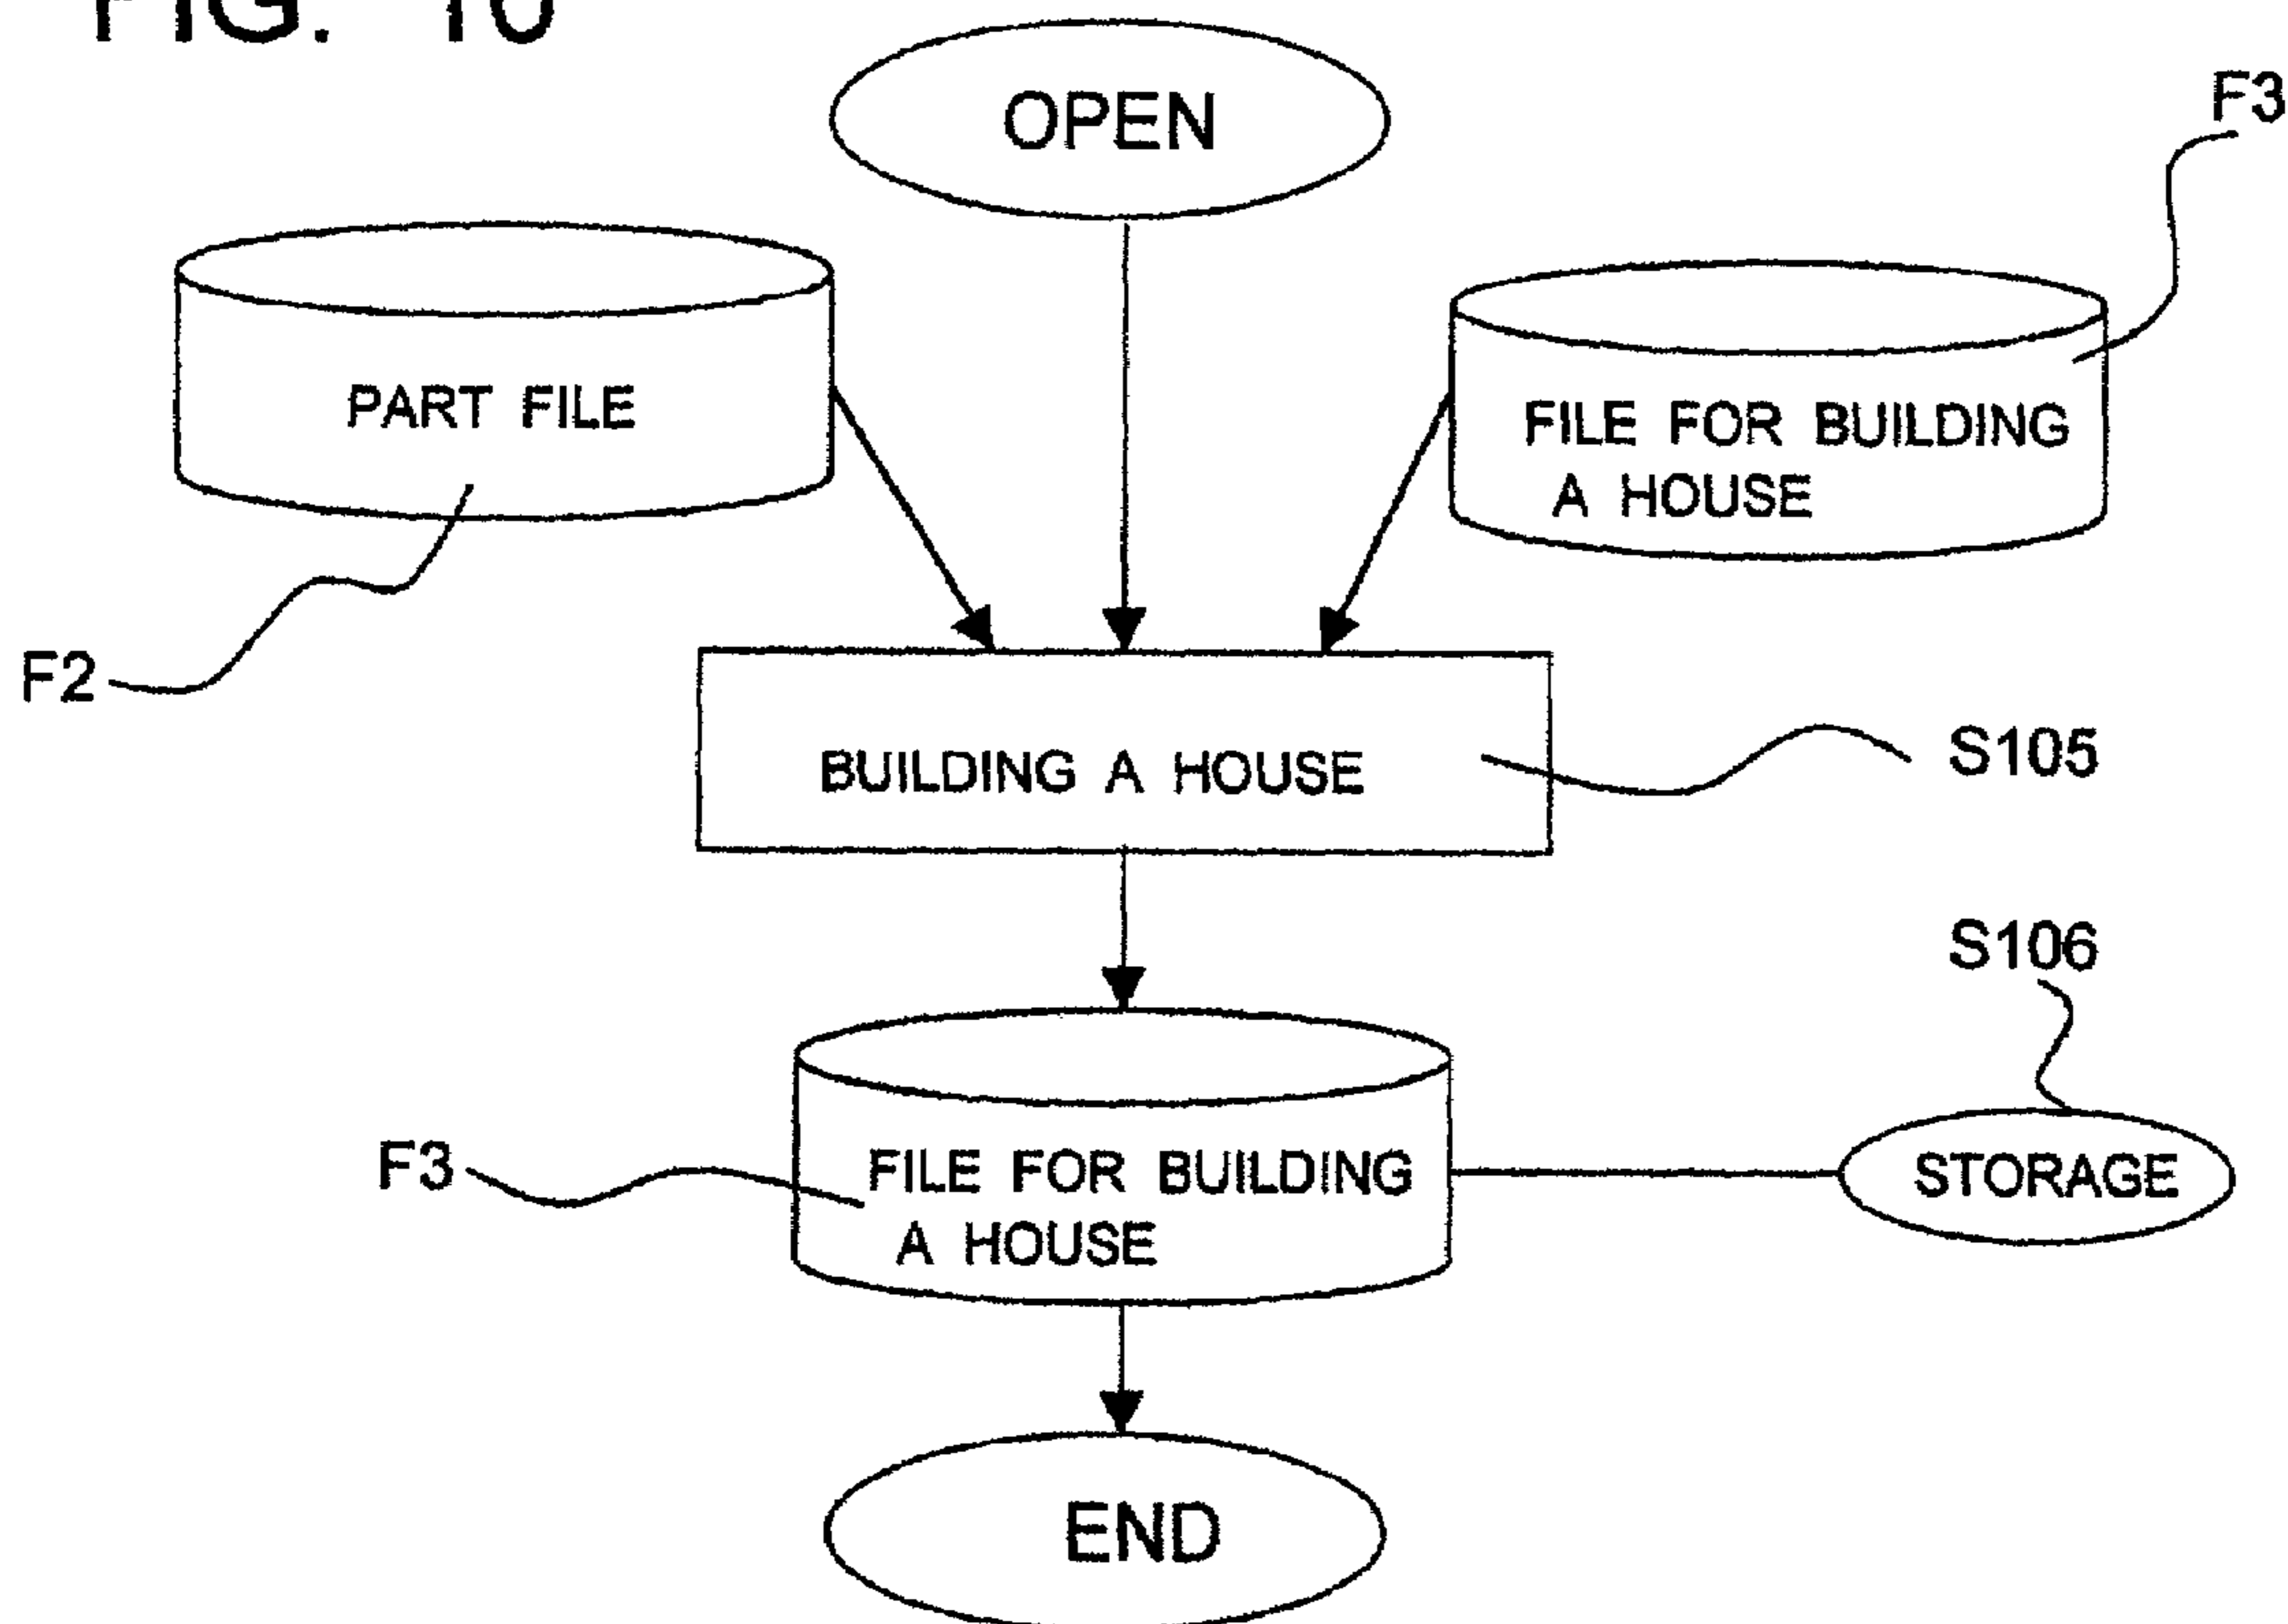 FIG. 10
OPEN
F3
PART FILE
FILE FOR BUILDING
A HOUSE
F2
BUILDING A HOUSE
S105
S106
F3
FILE FOR BUILDING
A HOUSE
STORAGE
END